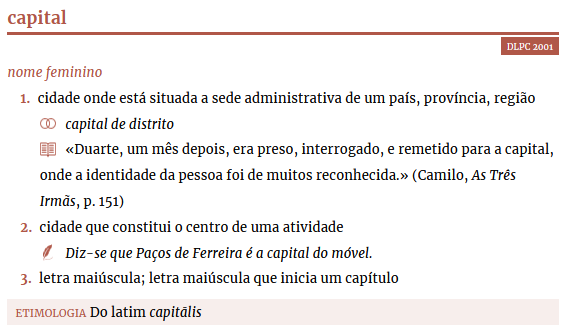 capital
DLPC 2001
nome feminino
1. cidade onde está situada a sede administrativa de um país, província, região
capital de distrito
«Duarte, um mês depois, era preso, interrogado, e remetido para a capital,
onde a identidade da pessoa foi de muitos reconhecida.» (Camilo, As Três
Irmãs, p. 151)
2. cidade que constitui o centro de uma atividade
Diz-se que Paços de Ferreira é a capital do móvel.
3. letra maiúscula; letra maiúscula que inicia um capítulo
ETIMOLOGIA Do latim capitālis